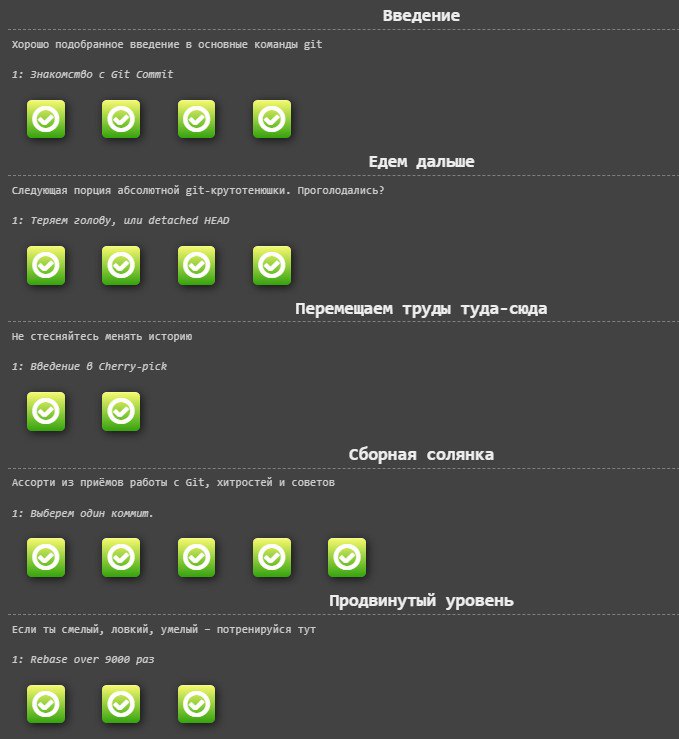 Введение
Хорошо подобранное введение в основные команды git
1: Знакомство с Git Commit
Едем дальше
Следующая порция абсолютной git-крутотенюшки. Проголодались?
1: Теряем голову, или detached HEAD
Перемещаем труды туда-сюда
Не стесняйтесь менять историю
1: Введение в Cherry-pick
Сборная солянка
Ассорти из приёмов работы с Git, хитростей и советов
1: Выберем один коммит.
Продвинутый уровень
Если ты смелый, ловкий, умелый – потренируйся тут
1: Rebase over 9000 раз